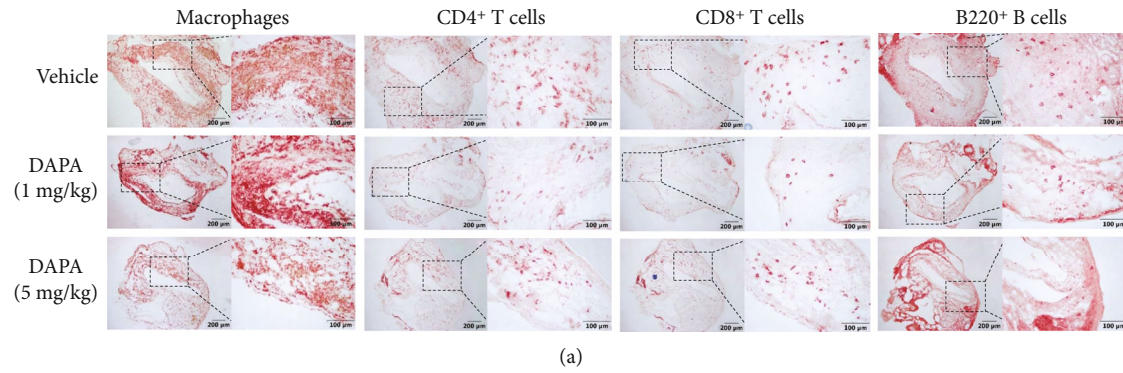 Macrophages CD4+ T cells CD8+ T cells B220+ B cells
Vehicle
200 μm 100 μm 200 μm 100 μm 200 μm 100 μm 200 μm 100 μm
DAPA
(1 mg/kg)
200 μm 100 μm 200 μm 100 μm 200 μm 100 μm 200 μm 100 μm
DAPA
(5 mg/kg)
200 μm 100 μm 200 μm 100 μm 200 μm 100 μm 200 μm 100 μm
(a)